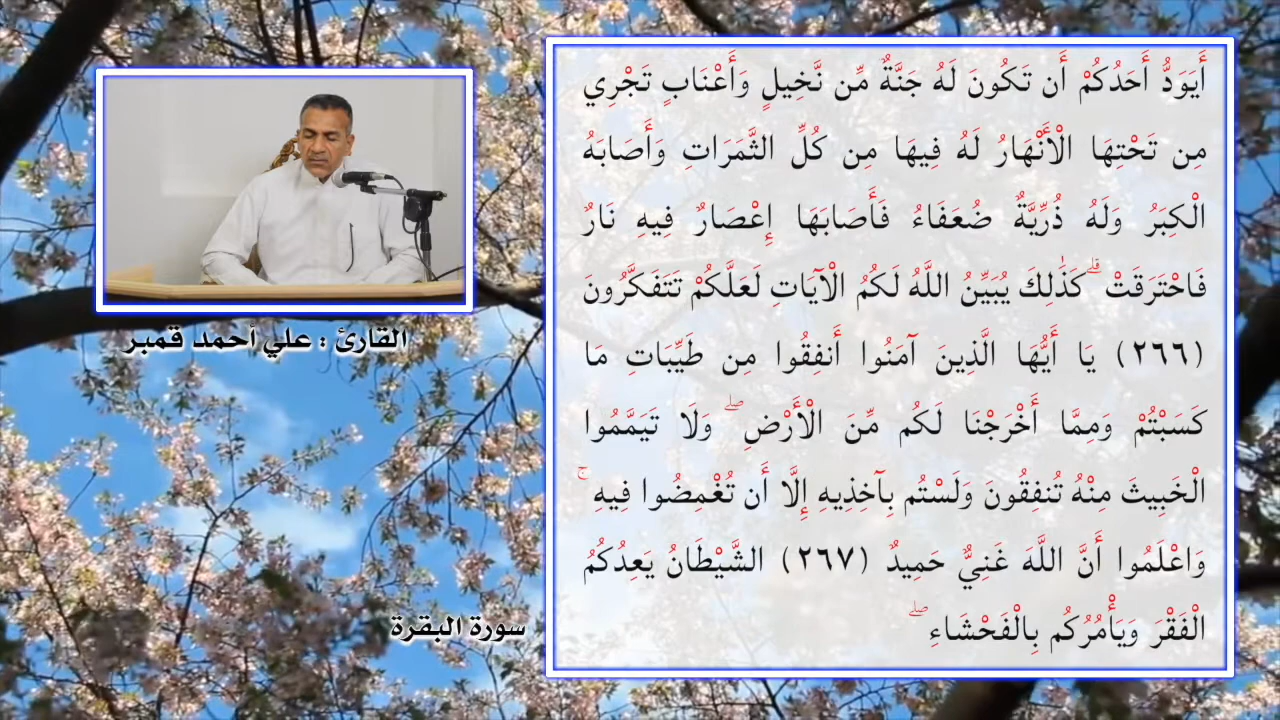 أَيَوَدُّ أَحَدُكُمْ أَن تَكُونَ لَهُ جَنَّةٌ مِّن نَّخِيلٍ وَأَعْنَابٍ تَجْرِي
مِن تَحْتِهَا الْأَنْهَارُ لَهُ فِيهَا مِن كُلِّ الثَّمَرَاتِ وَأَصَابَهُ
الْكِبَرُ وَلَهُ ذُرِّيَّةٌ ضُعَفَاءُ فَأَصَابَهَا إِعْصَارٌ فِيهِ نَارٌ
فَاحْتَرَقَتْ ۗ كَذَٰلِكَ يُبَيِّنُ اللَّهُ لَكُمُ الْآيَاتِ لَعَلَّكُمْ تَتَفَكَّرُونَ
(٢٦٦) يَا أَيُّهَا الَّذِينَ آمَنُوا أَنفِقُوا مِن طَيِّبَاتِ مَا
كَسَبْتُمْ وَمِمَّا أَخْرَجْنَا لَكُم مِّنَ الْأَرْضِ ۖ وَلَا تَيَمَّمُوا
الْخَبِيثَ مِنْهُ تُنفِقُونَ وَلَسْتُم بِآخِذِيهِ إِلَّا أَن تُغْمِضُوا فِيهِ ۚ
وَاعْلَمُوا أَنَّ اللَّهَ غَنِيٌّ حَمِيدٌ (٢٦٧) الشَّيْطَانُ يَعِدُكُمُ
الْفَقْرَ وَيَأْمُرُكُم بِالْفَحْشَاءِ ۖ
القارئ : علي أحمد قمبر
سورة البقرة